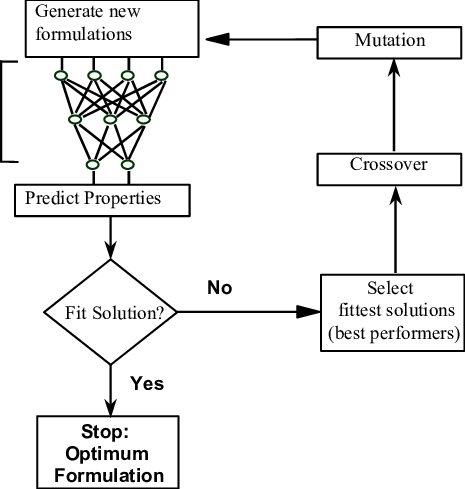 Generate new
formulations
Mutation
Crossover
Predict Properties
Select
fittest solutions
(best performers)
Fit Solution?
No
Yes
Stop:
Optimum
Formulation